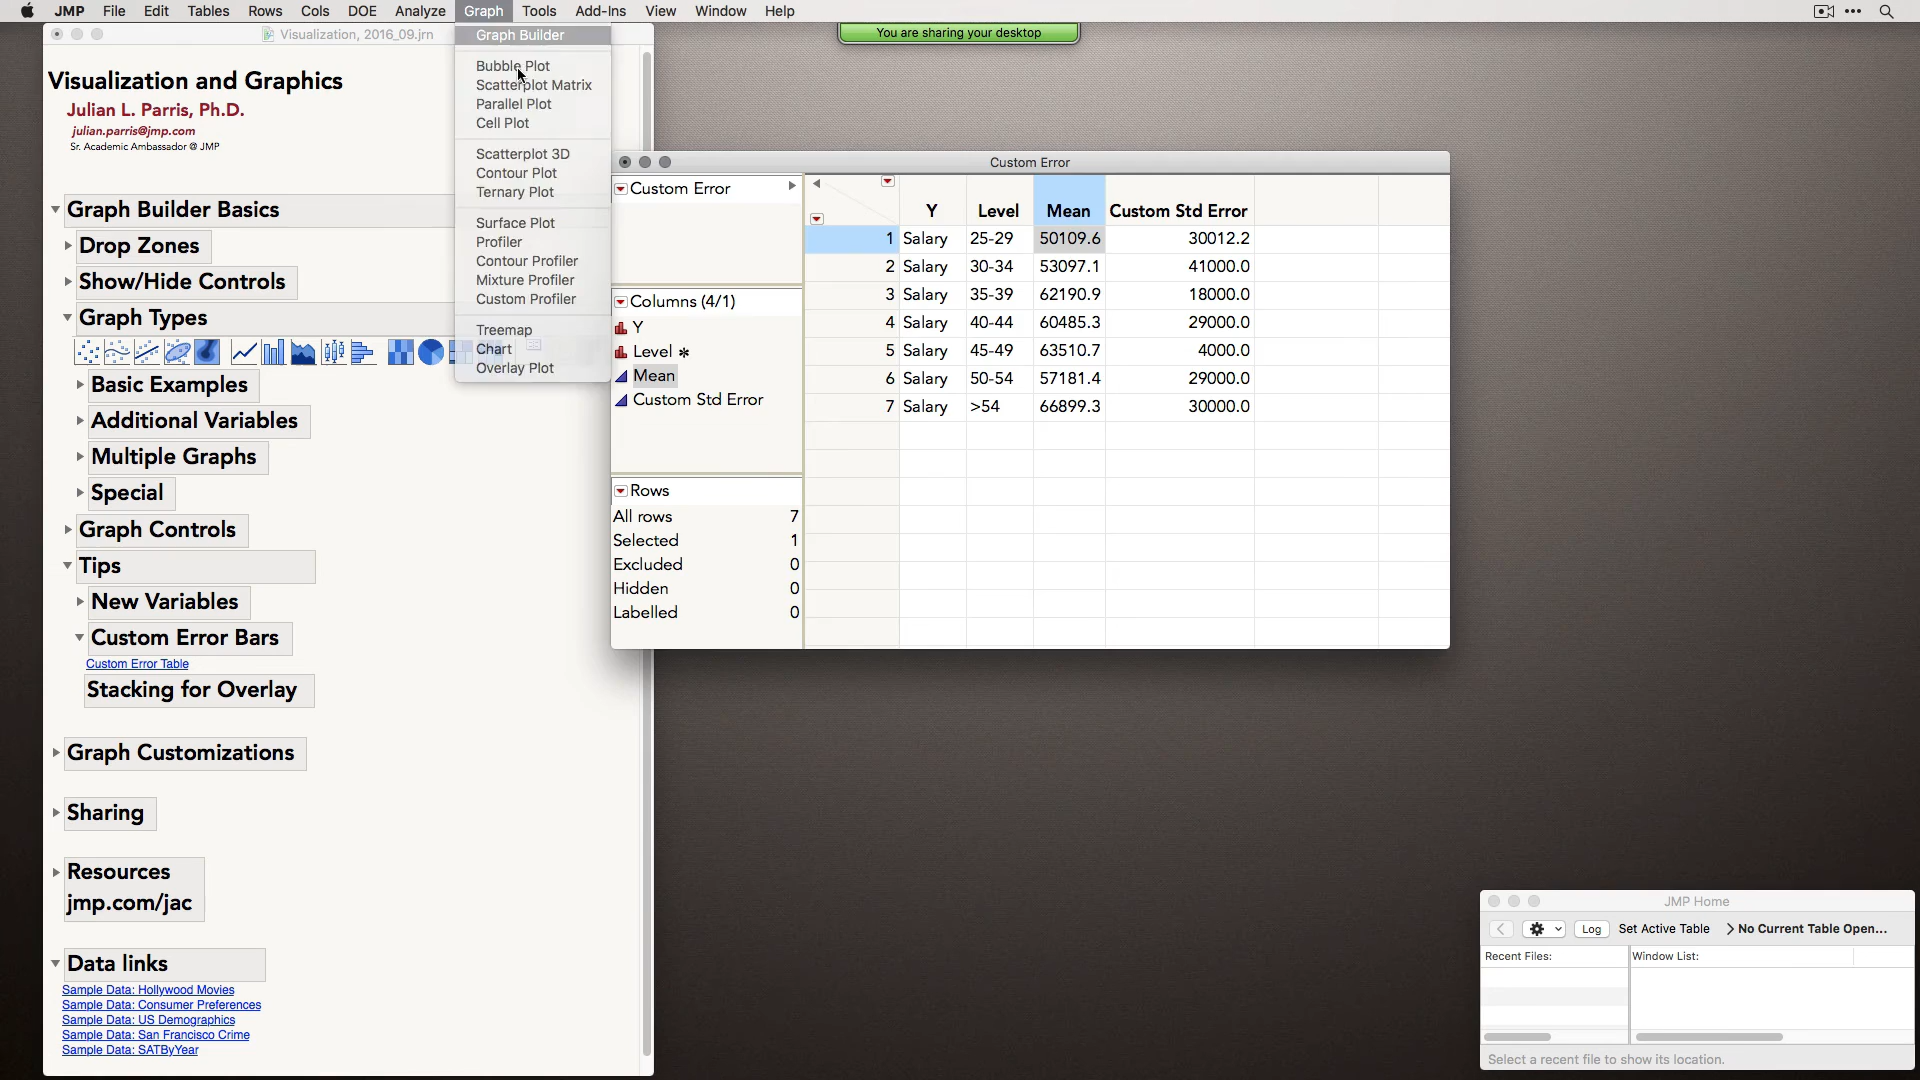 JMP File Edit Tables Rows Cols DOE Analyze Graph Tools Add-Ins View Window Help
You are sharing your desktop
Visualization, 2016_09.jrn
Visualization and Graphics
Julian L. Parris, Ph.D.
julian.parris@jmp.com
Sr. Academic Ambassador @ JMP
Graph Builder Basics
Drop Zones
Show/Hide Controls
Graph Types
Basic Examples
Additional Variables
Multiple Graphs
Special
Graph Controls
Tips
New Variables
Custom Error Bars
Custom Error Table
Stacking for Overlay
Graph Customizations
Sharing
Resources
jmp.com/jac
Data links
Sample Data: Hollywood Movies
Sample Data: Consumer Preferences
Sample Data: US Demographics
Sample Data: San Francisco Crime
Sample Data: SATByYear
Graph Builder
Bubble Plot
Scatterplot Matrix
Parallel Plot
Cell Plot
Scatterplot 3D
Contour Plot
Ternary Plot
Surface Plot
Profiler
Contour Profiler
Mixture Profiler
Custom Profiler
Treemap
Chart
Overlay Plot
Custom Error
Custom Error
Columns (4/1)
Y
Level *
Mean
Custom Std Error
Rows
All rows 7
Selected 1
Excluded 0
Hidden 0
Labelled 0
Y Level Mean Custom Std Error
1 Salary 25-29 50109.6 30012.2
2 Salary 30-34 53097.1 41000.0
3 Salary 35-39 62190.9 18000.0
4 Salary 40-44 60485.3 29000.0
5 Salary 45-49 63510.7 4000.0
6 Salary 50-54 57181.4 29000.0
7 Salary >54 66899.3 30000.0
JMP Home
Log Set Active Table No Current Table Open...
Recent Files: Window List:
Select a recent file to show its location.